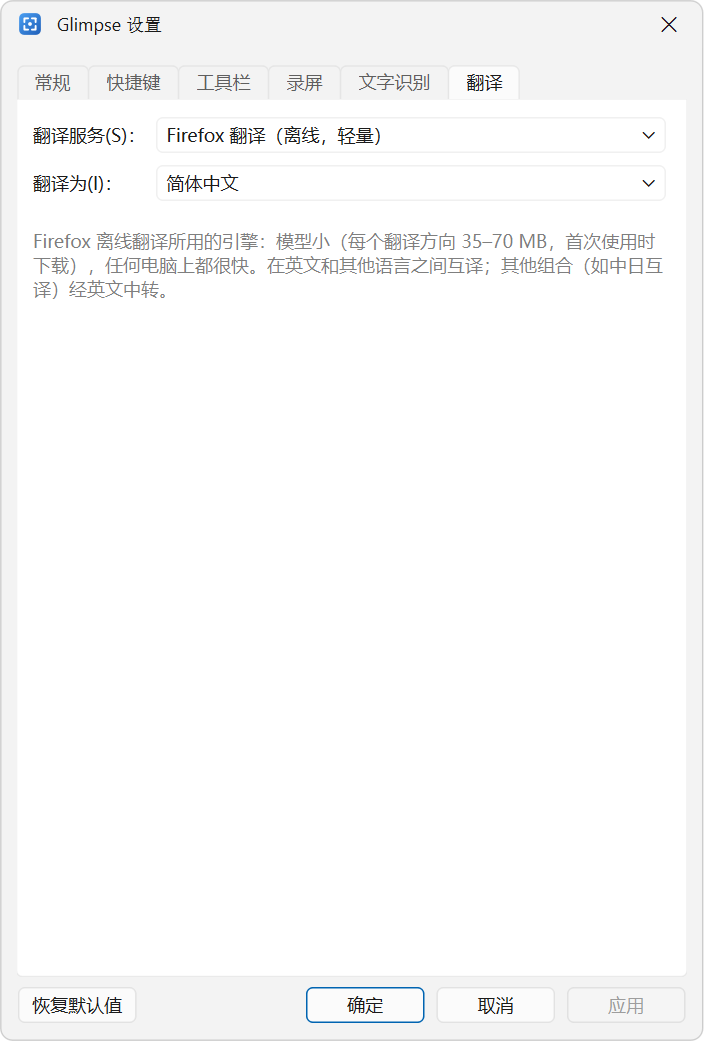 Glimpse 设置
常规
快捷键
工具栏
录屏
文字识别
翻译
翻译服务(S):
Firefox 翻译（离线，轻量）
翻译为(I):
简体中文
Firefox 离线翻译所用的引擎：模型小（每个翻译方向 35–70 MB，首次使用时
下载），任何电脑上都很快。在英文和其他语言之间互译；其他组合（如中日互
译）经英文中转。
恢复默认值
确定
取消
应用